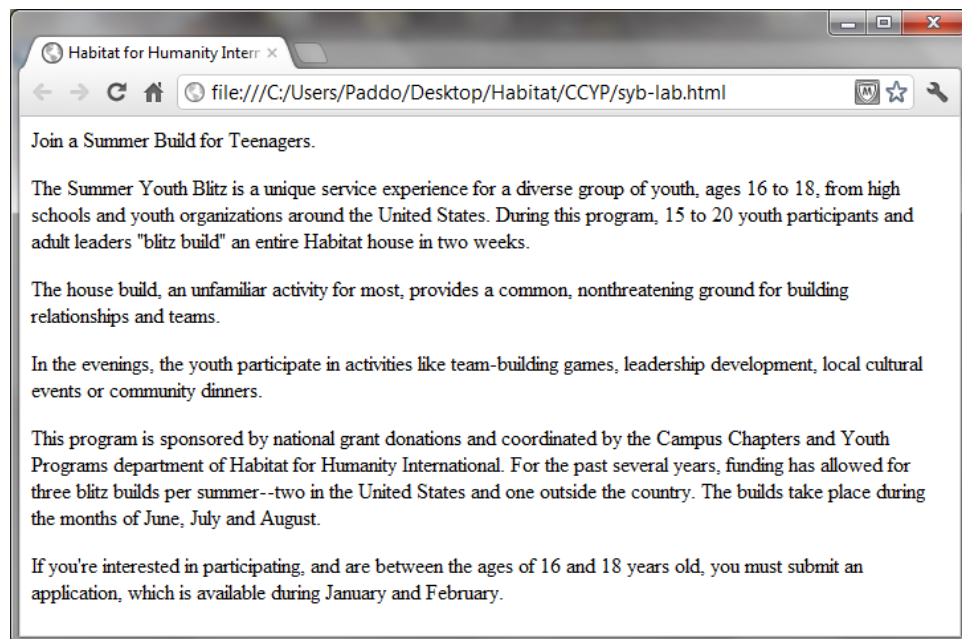 Habitat for Humanity Intern
file:///C:/Users/Paddo/Desktop/Habitat/CCYP/syb-lab.html
Join a Summer Build for Teenagers.
The Summer Youth Blitz is a unique service experience for a diverse group of youth, ages 16 to 18, from high
schools and youth organizations around the United States. During this program, 15 to 20 youth participants and
adult leaders "blitz build" an entire Habitat house in two weeks.
The house build, an unfamiliar activity for most, provides a common, nonthreatening ground for building
relationships and teams.
In the evenings, the youth participate in activities like team-building games, leadership development, local cultural
events or community dinners.
This program is sponsored by national grant donations and coordinated by the Campus Chapters and Youth
Programs department of Habitat for Humanity International. For the past several years, funding has allowed for
three blitz builds per summer--two in the United States and one outside the country. The builds take place during
the months of June, July and August.
If you're interested in participating, and are between the ages of 16 and 18 years old, you must submit an
application, which is available during January and February.